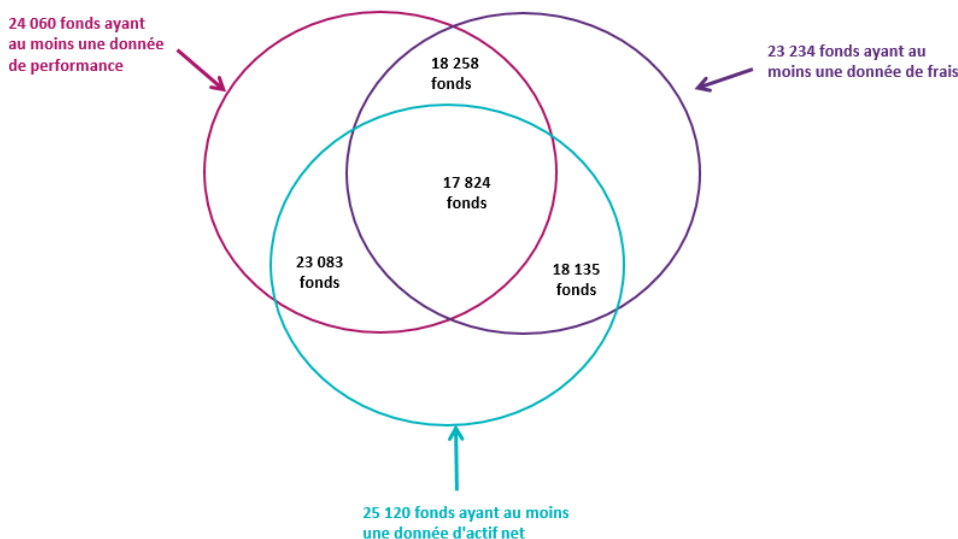 24 060 fonds ayant
au moins une donnée
de performance
18 258
fonds
23 234 fonds ayant au
moins une donnée de frais
17 824
fonds
23 083
fonds
18 135
fonds
25 120 fonds ayant au moins
une donnée d'actif net